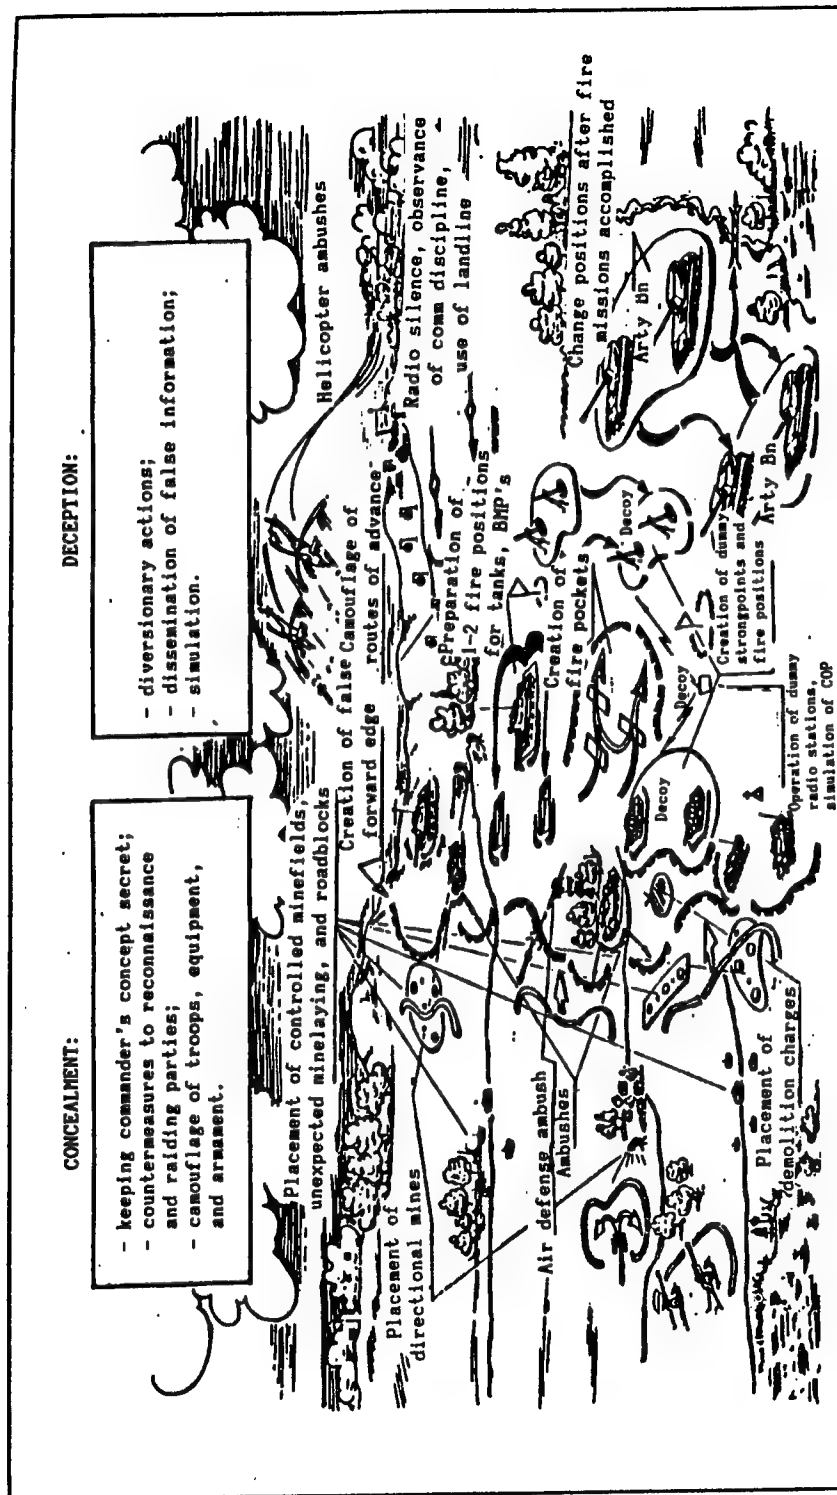 CONCEALMENT:
- keeping commander's concept secret;
- countermeasures to reconnaissance
and raiding parties;
- camouflage of troops, equipment,
and armament.
DECEPTION:
- diversionary actions;
- dissemination of false information;
- simulation.
Placement of controlled minefields,
unexpected minelaying, and roadblocks
Helicopter ambushes
Creation of false
forward edge
Camouflage of
routes of advance
Radio silence, observance
of comm discipline,
use of landline
Placement of
directional mines
Preparation of
1-2 fire positions
for tanks, BMP's
Air defense ambush
Ambushes
Creation of
fire pockets
Change positions after fire
missions accomplished
Arty Bn
Decoy
Decoy
Decoy
Creation of dummy
strongpoints and
fire positions
Arty Bn
Placement of
demolition charges
Operation of dummy
radio stations,
simulation of COP